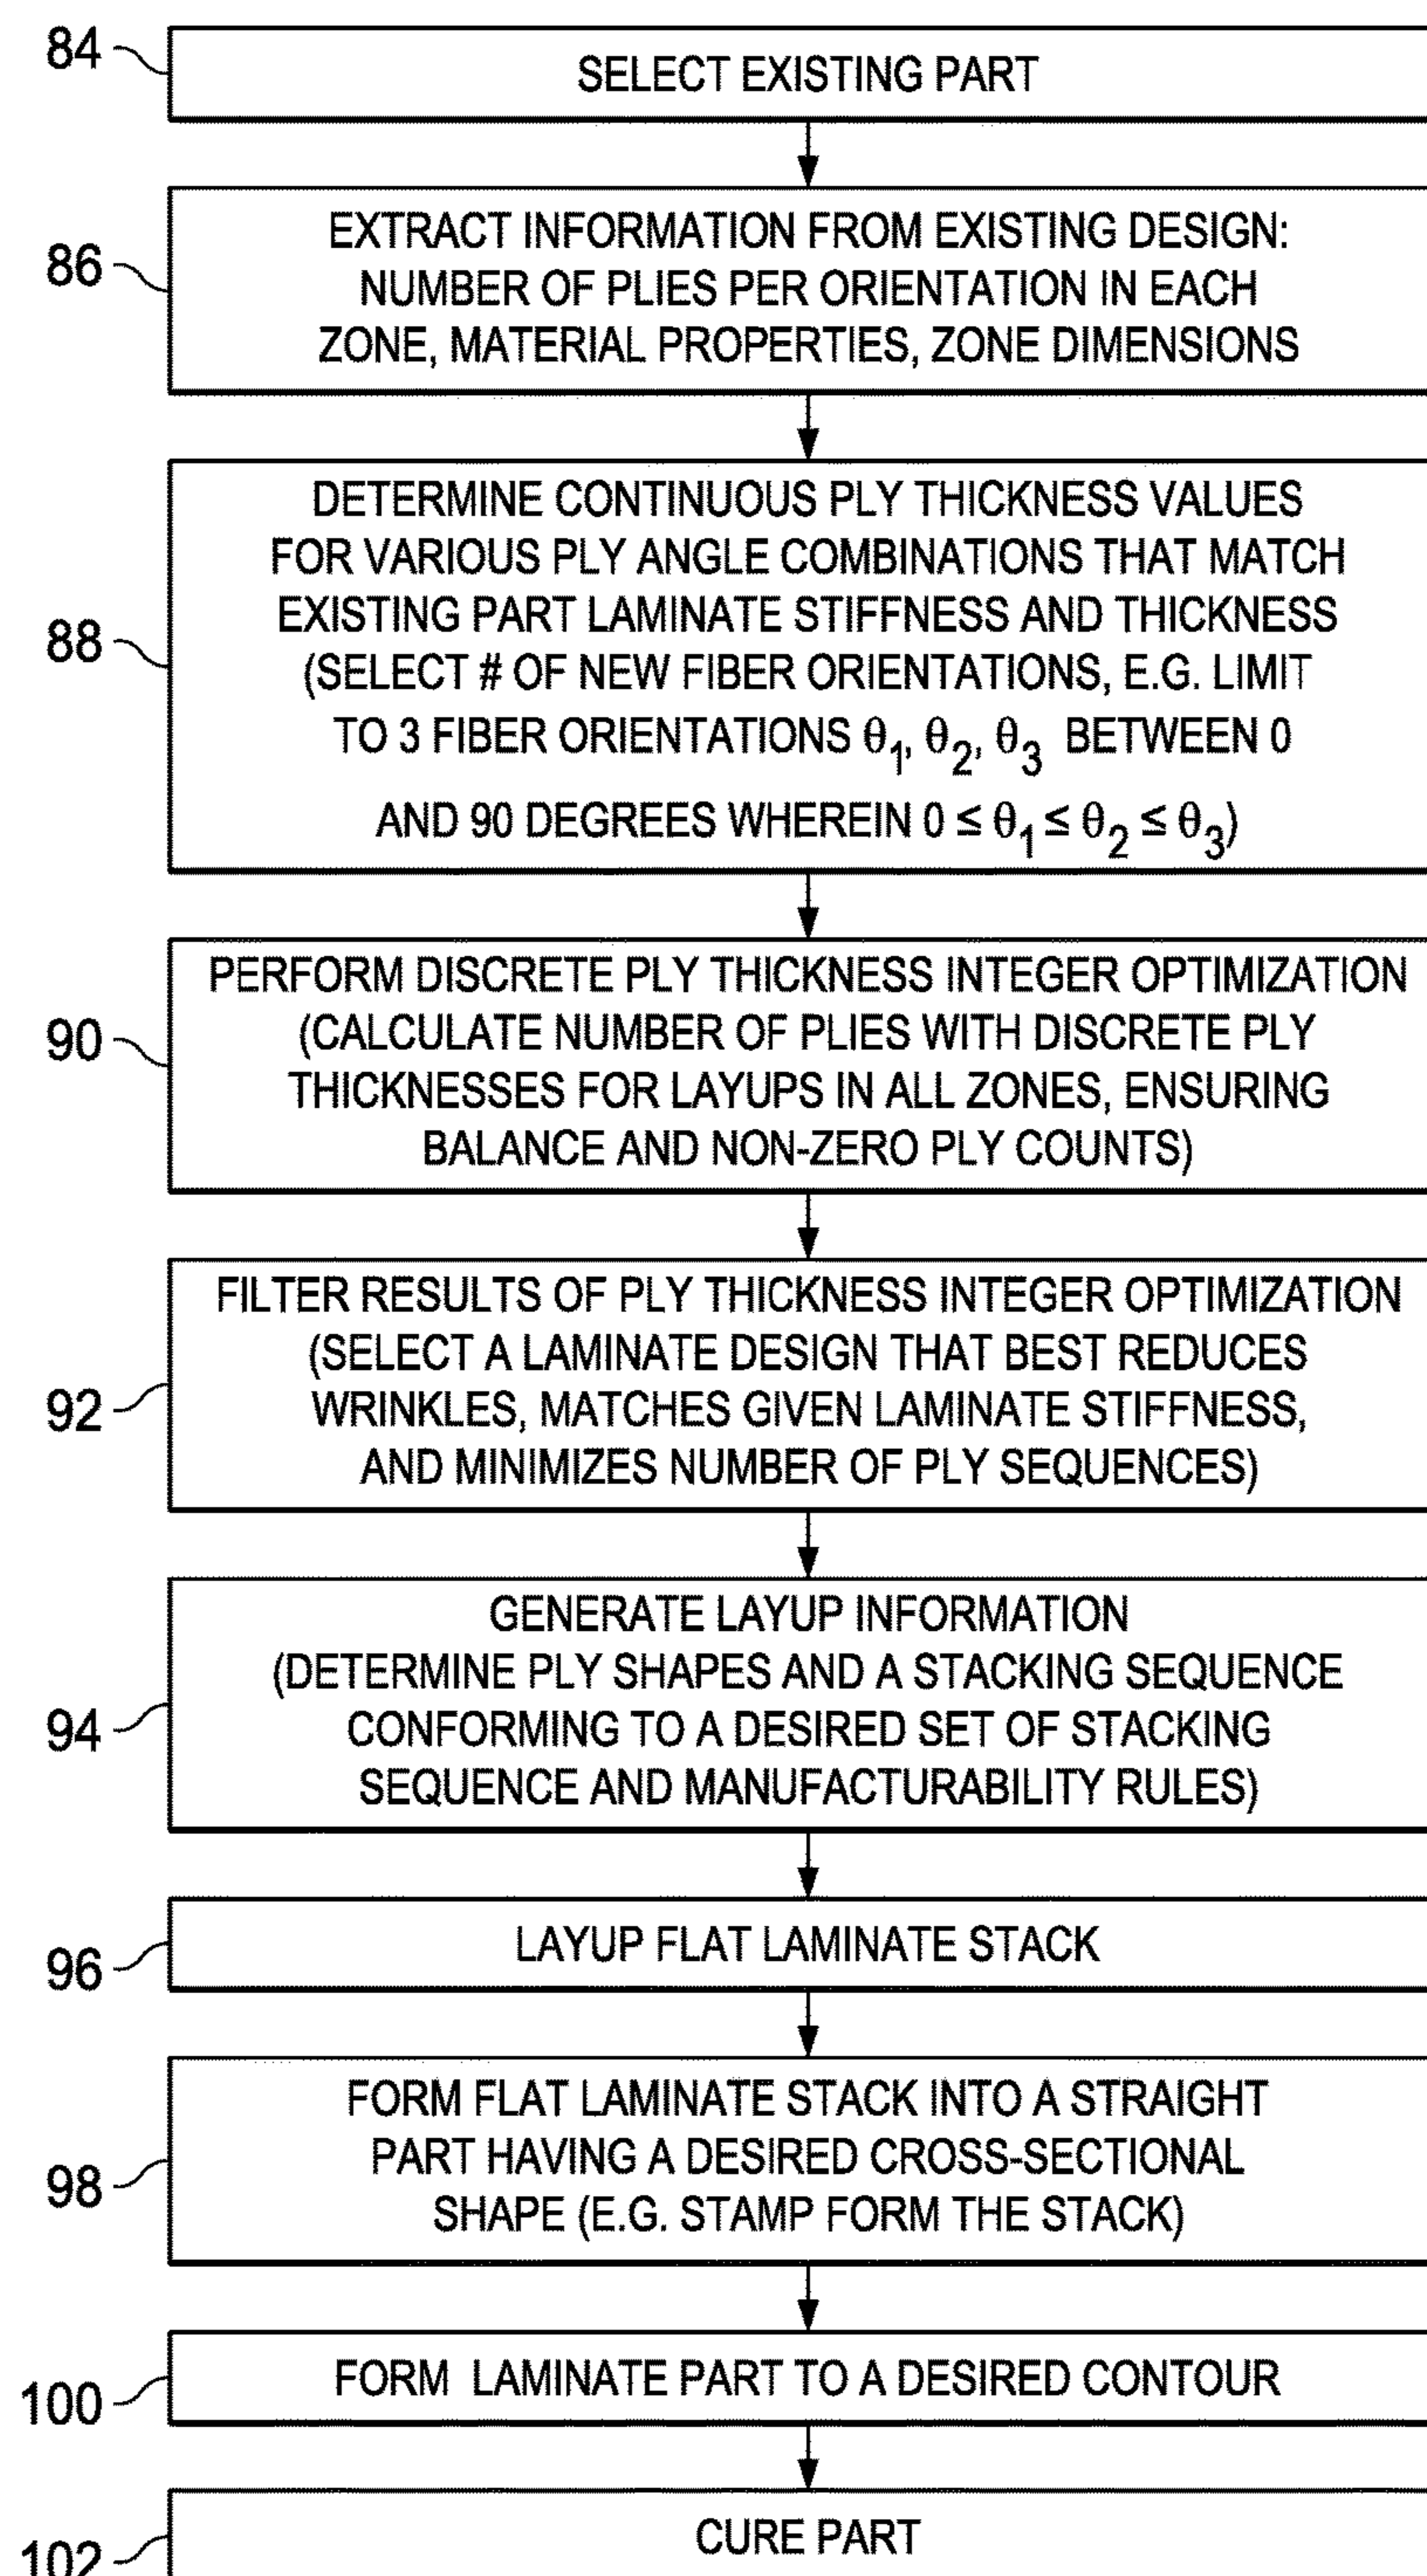 84
SELECT EXISTING PART
86
EXTRACT INFORMATION FROM EXISTING DESIGN:
NUMBER OF PLIES PER ORIENTATION IN EACH
ZONE, MATERIAL PROPERTIES, ZONE DIMENSIONS
88
DETERMINE CONTINUOUS PLY THICKNESS VALUES
FOR VARIOUS PLY ANGLE COMBINATIONS THAT MATCH
EXISTING PART LAMINATE STIFFNESS AND THICKNESS
(SELECT # OF NEW FIBER ORIENTATIONS, E.G. LIMIT
TO 3 FIBER ORIENTATIONS θ₁, θ₂, θ₃ BETWEEN 0
AND 90 DEGREES WHEREIN 0 ≤ θ₁ ≤ θ₂ ≤ θ₃)
90
PERFORM DISCRETE PLY THICKNESS INTEGER OPTIMIZATION
(CALCULATE NUMBER OF PLIES WITH DISCRETE PLY
THICKNESSES FOR LAYUPS IN ALL ZONES, ENSURING
BALANCE AND NON-ZERO PLY COUNTS)
92
FILTER RESULTS OF PLY THICKNESS INTEGER OPTIMIZATION
(SELECT A LAMINATE DESIGN THAT BEST REDUCES
WRINKLES, MATCHES GIVEN LAMINATE STIFFNESS,
AND MINIMIZES NUMBER OF PLY SEQUENCES)
94
GENERATE LAYUP INFORMATION
(DETERMINE PLY SHAPES AND A STACKING SEQUENCE
CONFORMING TO A DESIRED SET OF STACKING
SEQUENCE AND MANUFACTURABILITY RULES)
96
LAYUP FLAT LAMINATE STACK
98
FORM FLAT LAMINATE STACK INTO A STRAIGHT
PART HAVING A DESIRED CROSS-SECTIONAL
SHAPE (E.G. STAMP FORM THE STACK)
100
FORM LAMINATE PART TO A DESIRED CONTOUR
102
CURE PART